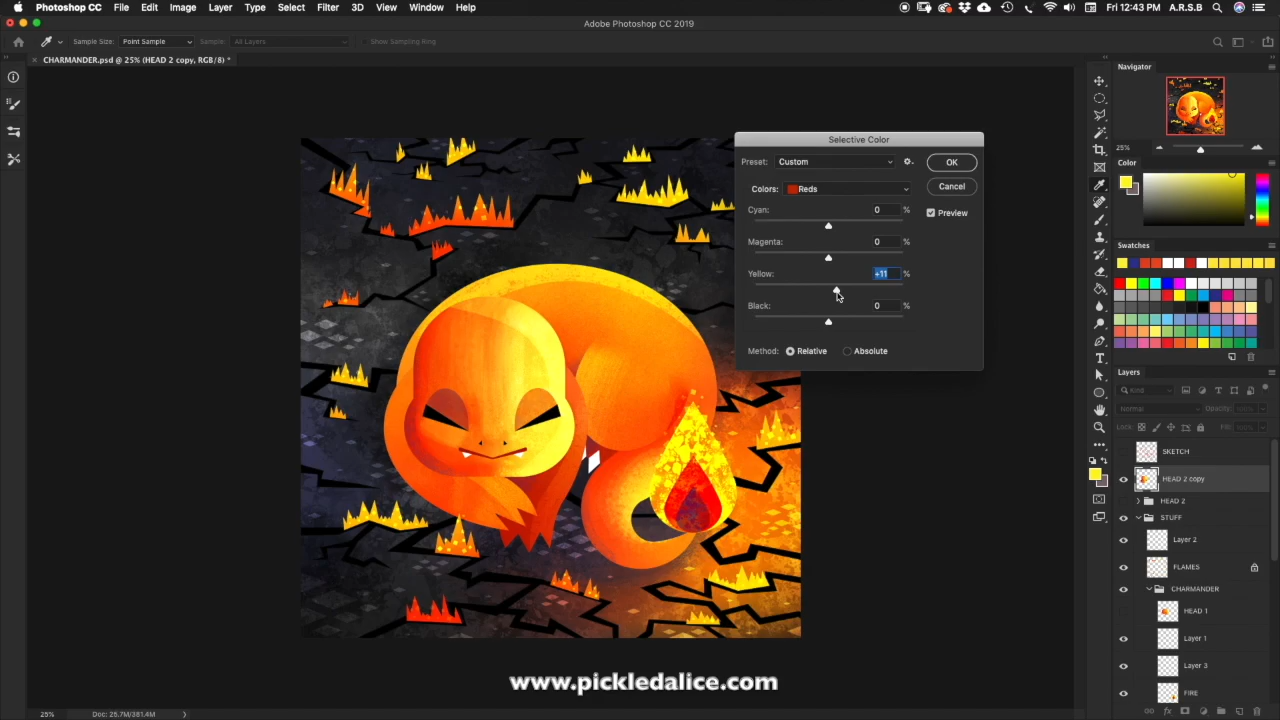 Photoshop CC File Edit Image Layer Type Select Filter 3D View Window Help Fri 12:43 PM A.R.S.B
Adobe Photoshop CC 2019
Sample Size: Point Sample Sample: All Layers Show Sampling Ring
CHARMANDER.psd @ 25% (HEAD 2 copy, RGB/8) *
Navigator
25%
Color
Swatches
Selective Color
Preset: Custom OK
Colors: Reds Cancel
Cyan: 0 % Preview
Magenta: 0 %
Yellow: +11 %
Black: 0 %
Method: Relative Absolute
Layers
Kind
Normal Opacity: 100%
Lock: Fill: 100%
SKETCH
HEAD 2 copy
HEAD 2
STUFF
Layer 2
FLAMES
CHARMANDER
HEAD 1
Layer 1
Layer 3
FIRE
www.pickledalice.com
25% Doc: 28.7M/381.4M